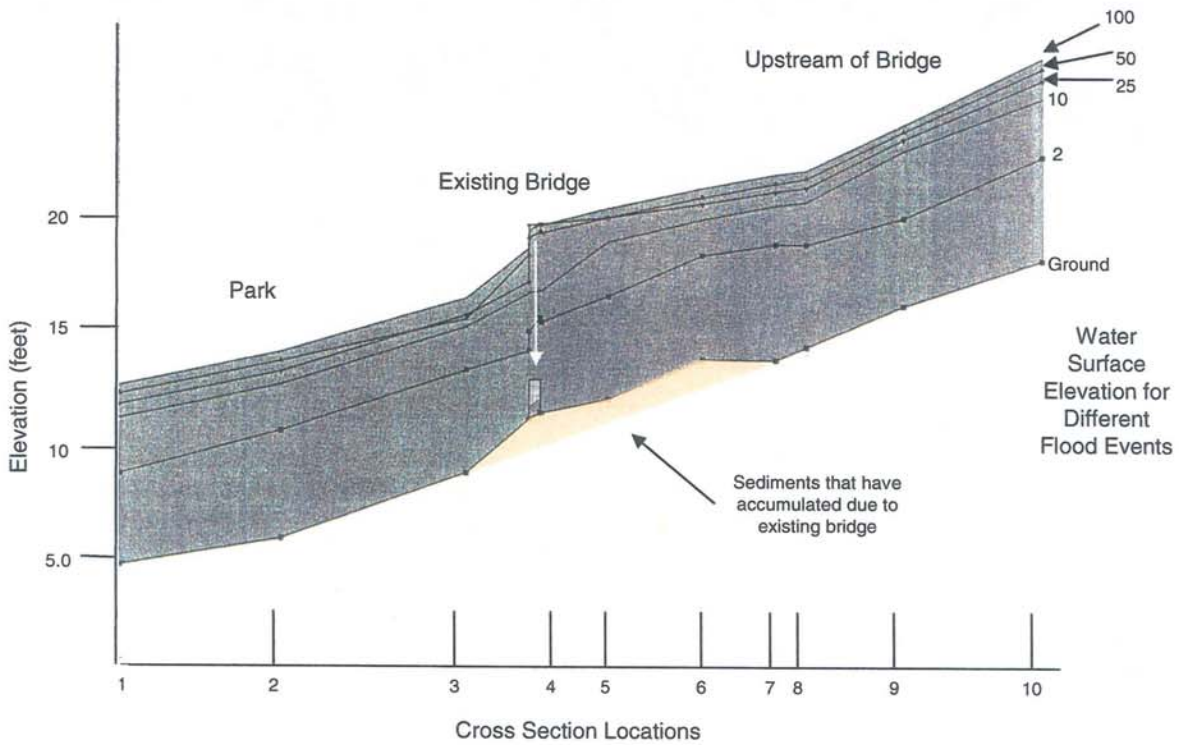 100
50
25
10
2
Upstream of Bridge
Existing Bridge
Park
Ground
20
15
10
5.0
Elevation (feet)
Water
Surface
Elevation for
Different
Flood Events
Sediments that have
accumulated due to
existing bridge
1 2 3 4 5 6 7 8 9 10
Cross Section Locations